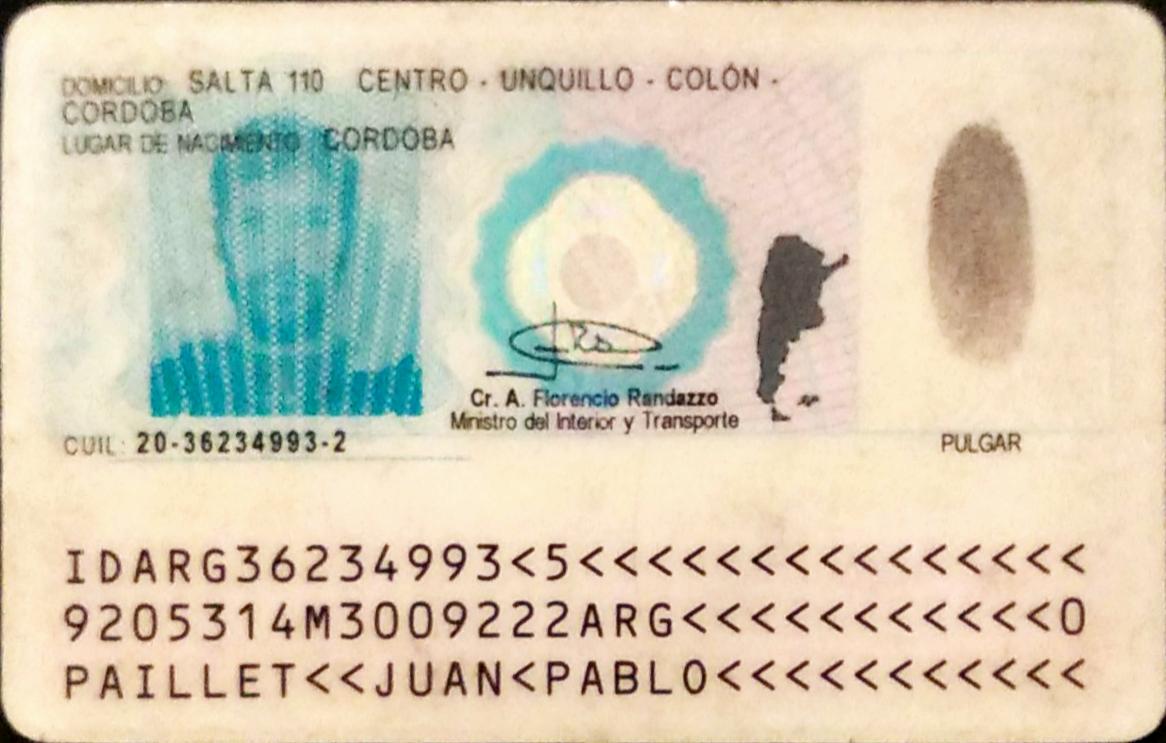 DOMICILIO: SALTA 110 CENTRO - UNQUILLO - COLÓN -
CORDOBA
LUGAR DE NACIMIENTO CORDOBA
Cr. A. Florencio Randazzo
Ministro del Interior y Transporte
CUIL: 20-36234993-2
PULGAR
IDARG36234993<5<<<<<<<<<<<<<<<
9205314M3009222ARG<<<<<<<<<<<0
PAILLET<<JUAN<PABLO<<<<<<<<<<<